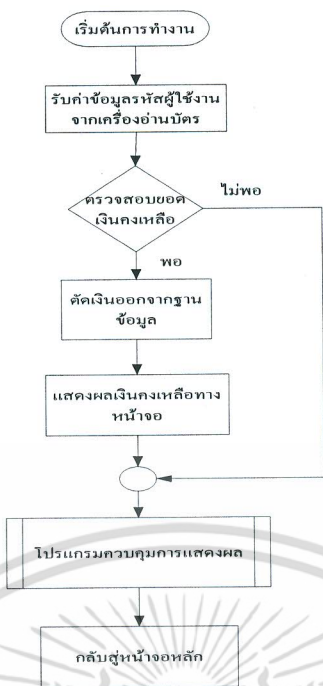 เริ่มต้นการทำงาน
รับค่าข้อมูลรหัสผู้ใช้งาน
จากเครื่องอ่านบัตร
ตรวจสอบยอด
เงินคงเหลือ
ไม่พอ
พอ
ตัดเงินออกจากฐาน
ข้อมูล
แสดงผลเงินคงเหลือทาง
หน้าจอ
โปรแกรมควบคุมการแสดงผล
กลับสู่หน้าจอหลัก